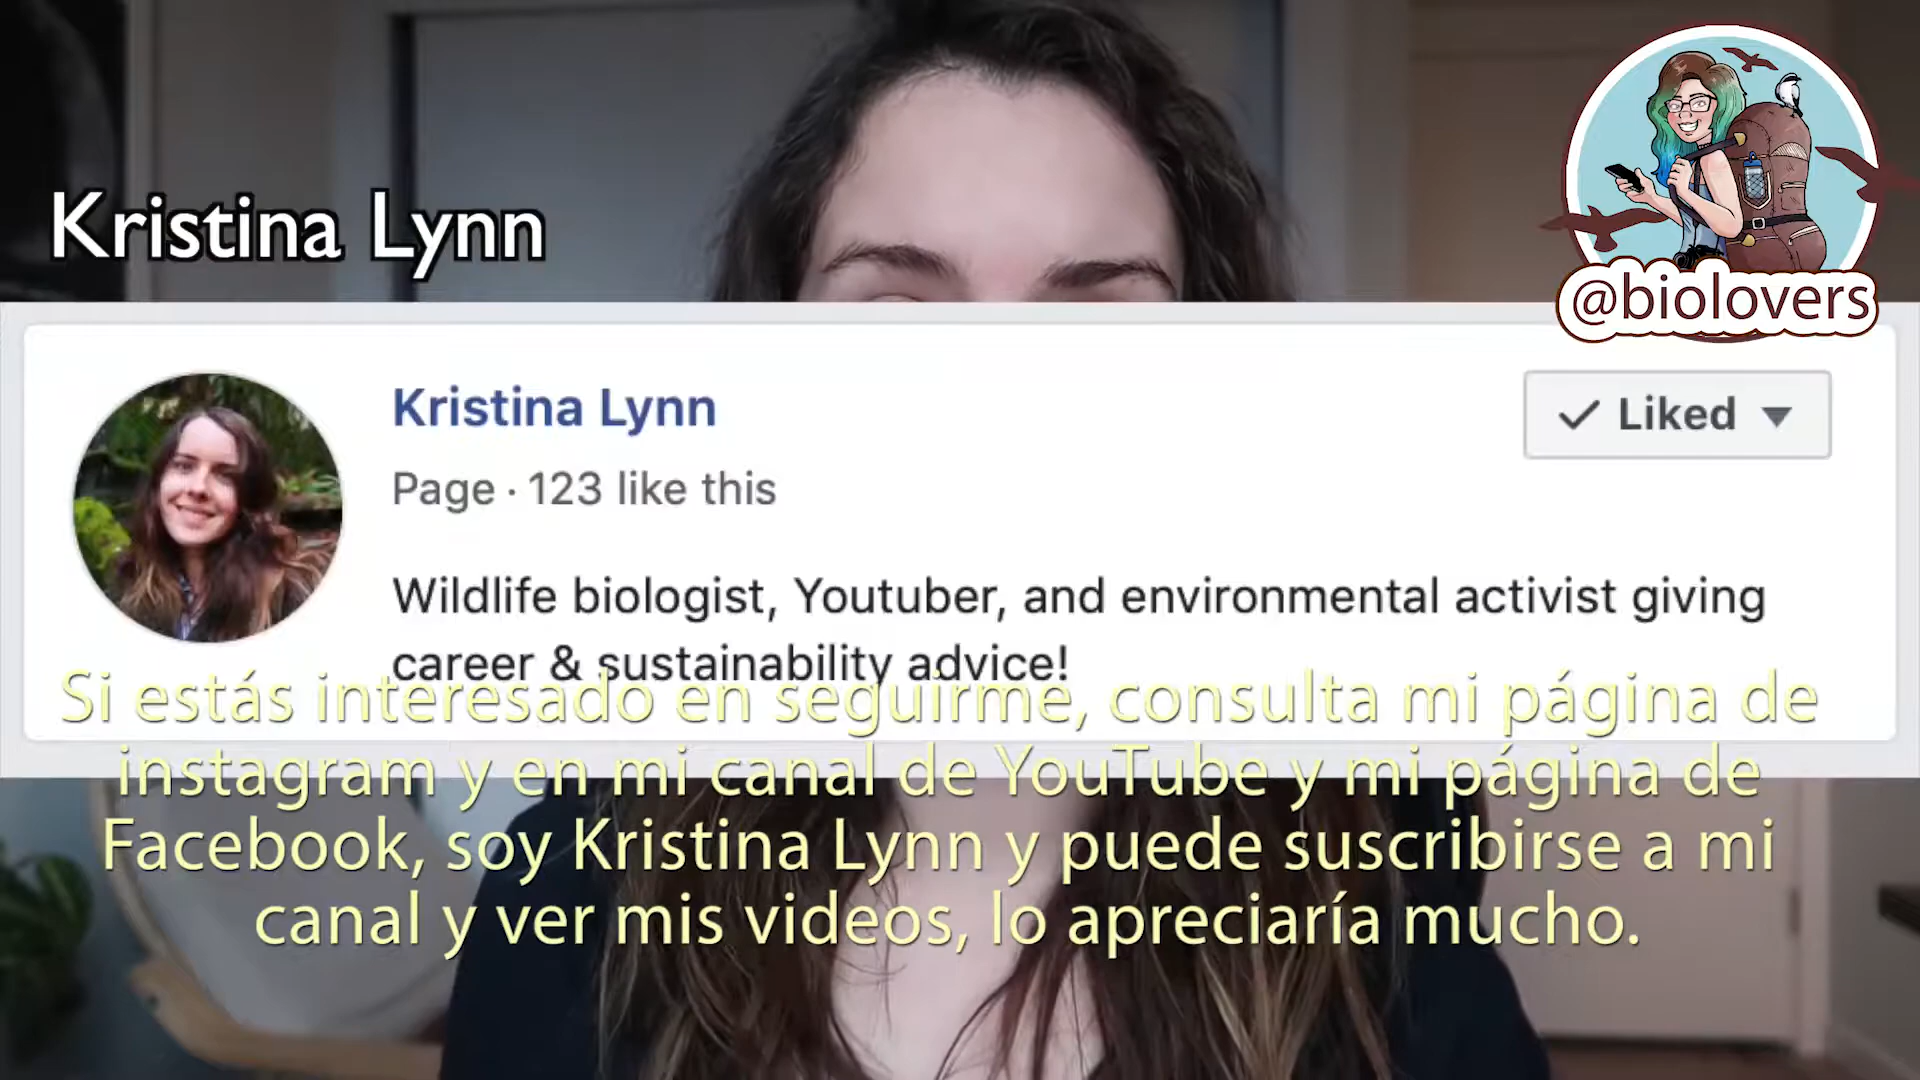 Kristina Lynn
@biolovers
Kristina Lynn
Liked
Page · 123 like this
Wildlife biologist, Youtuber, and environmental activist giving
career & sustainability advice!
Si estás interesado en seguirme, consulta mi página de
instagram y en mi canal de YouTube y mi página de
Facebook, soy Kristina Lynn y puede suscribirse a mi
canal y ver mis videos, lo apreciaría mucho.